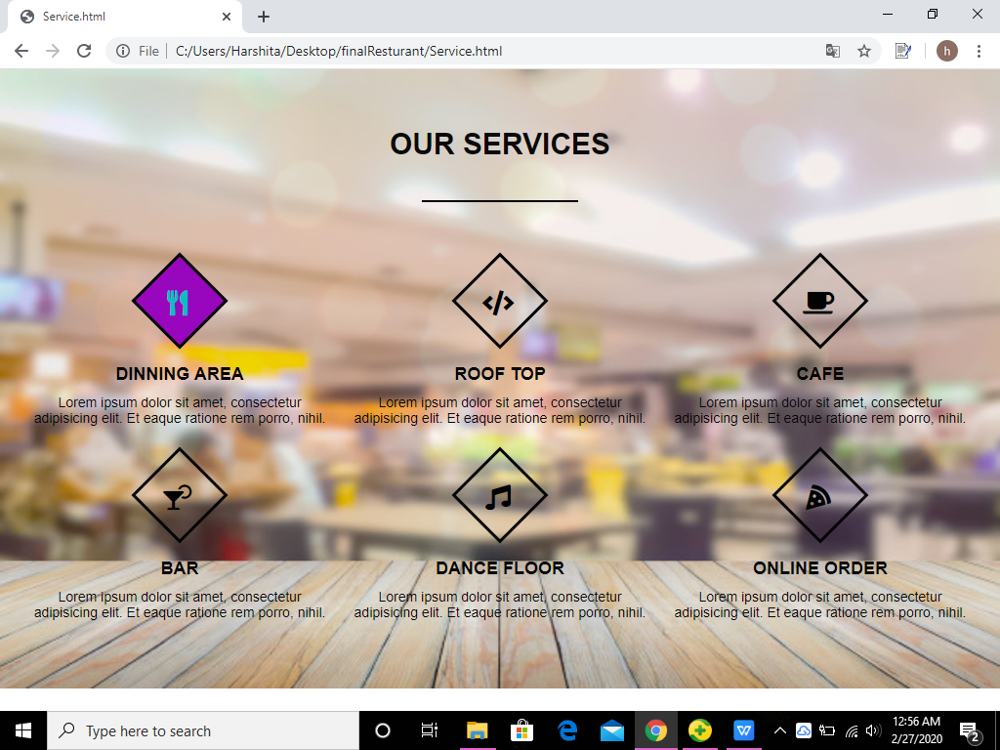 Service.html
File
C:/Users/Harshita/Desktop/finalResturant/Service.html
h
OUR SERVICES
DINNING AREA
Lorem ipsum dolor sit amet, consectetur
adipisicing elit. Et eaque ratione rem porro, nihil.
ROOF TOP
Lorem ipsum dolor sit amet, consectetur
adipisicing elit. Et eaque ratione rem porro, nihil.
CAFE
Lorem ipsum dolor sit amet, consectetur
adipisicing elit. Et eaque ratione rem porro, nihil.
BAR
Lorem ipsum dolor sit amet, consectetur
adipisicing elit. Et eaque ratione rem porro, nihil.
DANCE FLOOR
Lorem ipsum dolor sit amet, consectetur
adipisicing elit. Et eaque ratione rem porro, nihil.
ONLINE ORDER
Lorem ipsum dolor sit amet, consectetur
adipisicing elit. Et eaque ratione rem porro, nihil.
Type here to search
12:56 AM
2/27/2020
2